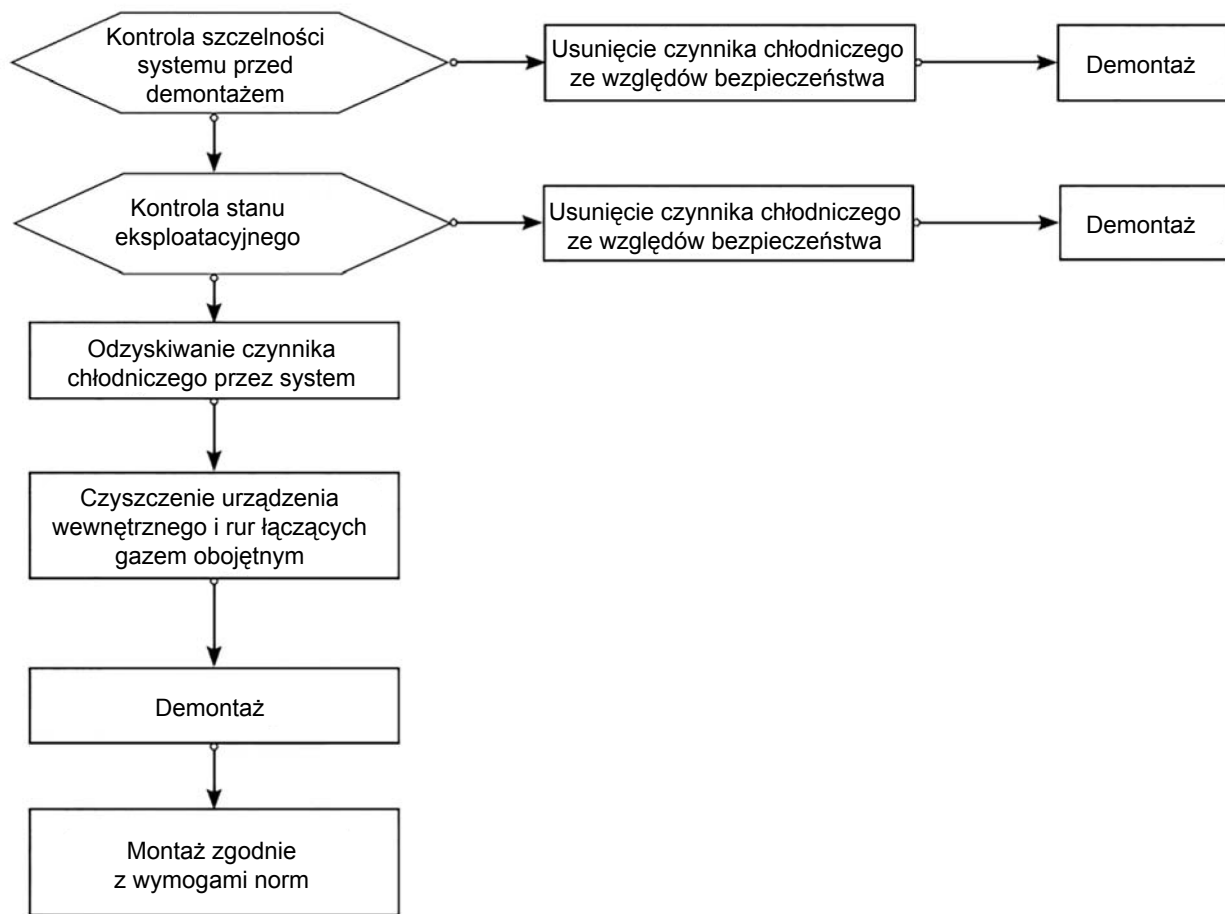 Kontrola szczelności
systemu przed
demontażem
Usunięcie czynnika chłodniczego
ze względów bezpieczeństwa
Demontaż
Kontrola stanu
eksploatacyjnego
Usunięcie czynnika chłodniczego
ze względów bezpieczeństwa
Demontaż
Odzyskiwanie czynnika
chłodniczego przez system
Czyszczenie urządzenia
wewnętrznego i rur łączących
gazem obojętnym
Demontaż
Montaż zgodnie
z wymogami norm